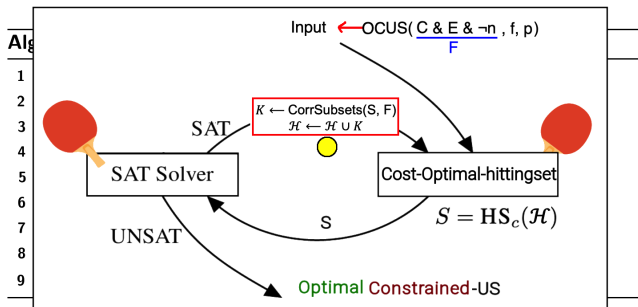 Input ← OCUS( C & E & ¬n , f, p)
F
Alg
1
2
3
4
5
6
7
8
9
K ← CorrSubsets(S, F)
ℋ ← ℋ ∪ K
SAT
SAT Solver
Cost-Optimal-hittingset
S = HS_c(ℋ)
S
UNSAT
Optimal Constrained-US